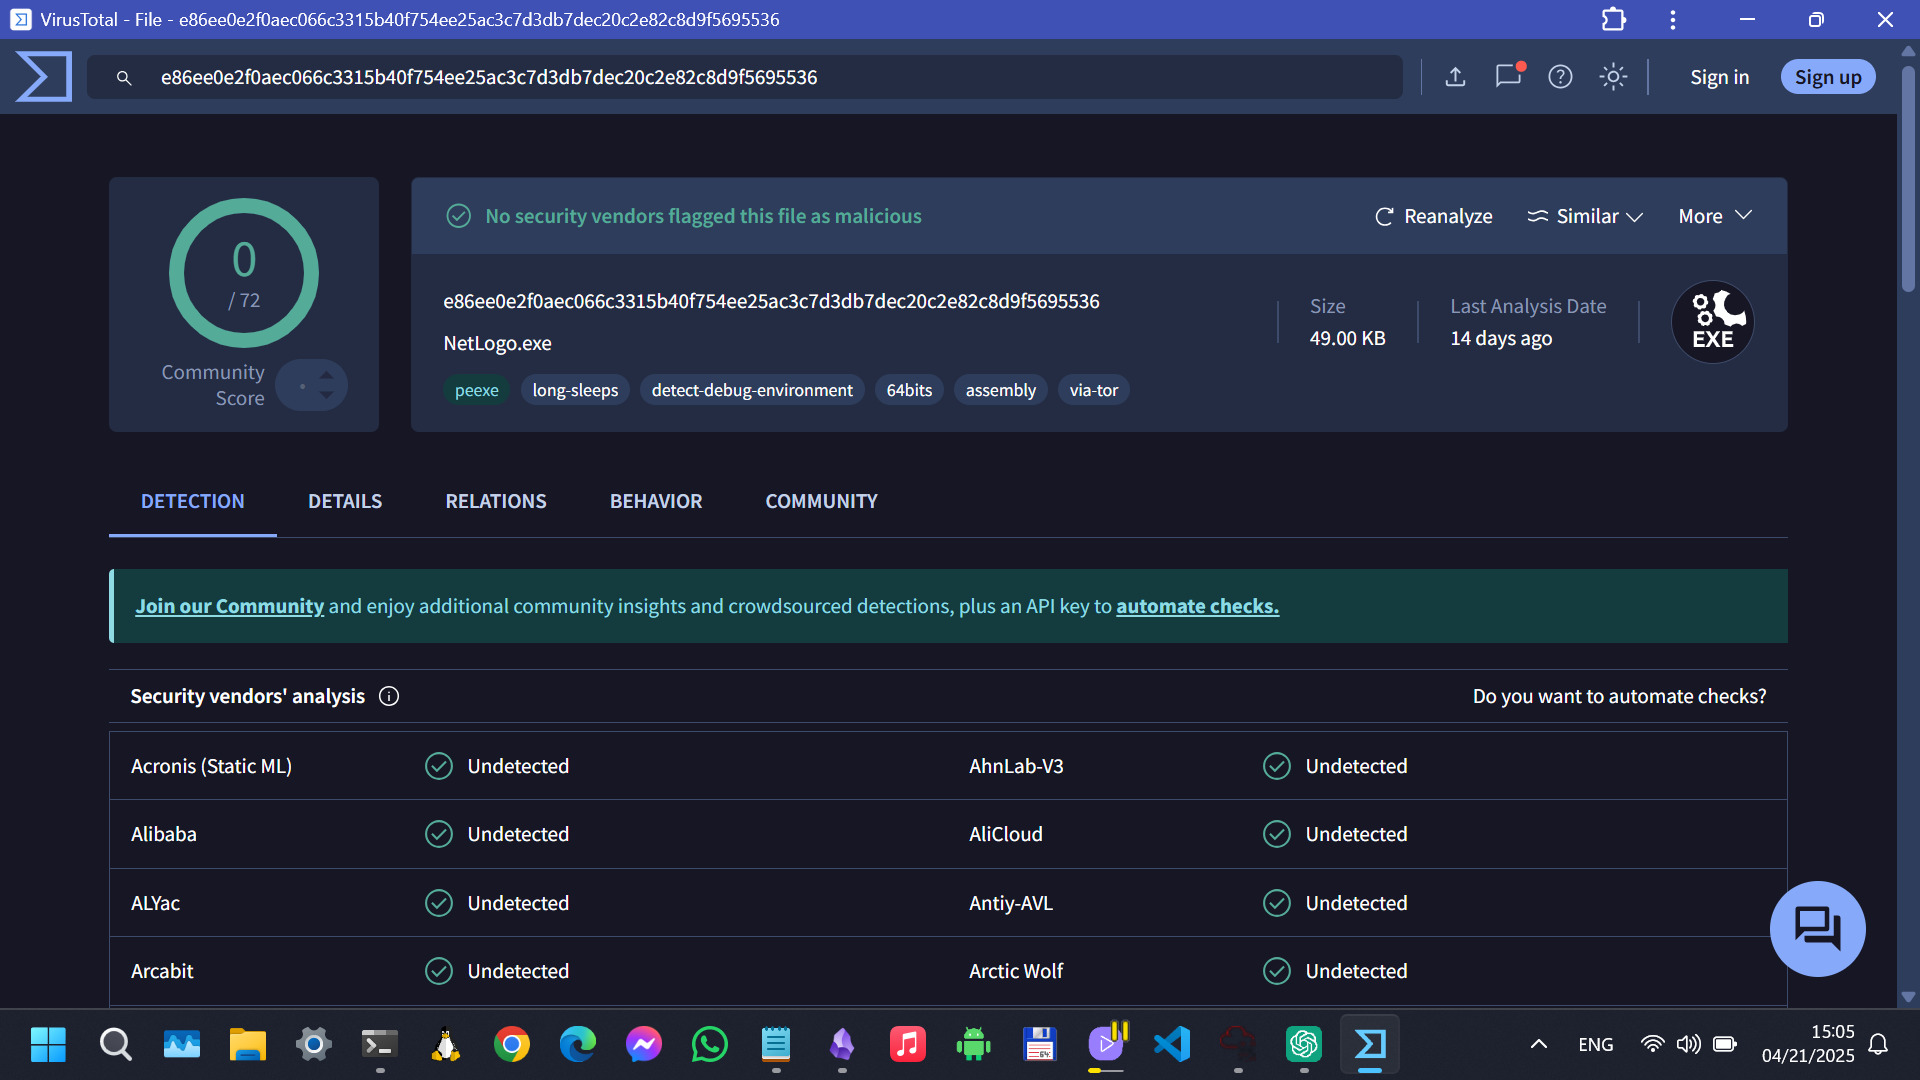 VirusTotal - File - e86ee0e2f0aec066c3315b40f754ee25ac3c7d3db7dec20c2e82c8d9f5695536
e86ee0e2f0aec066c3315b40f754ee25ac3c7d3db7dec20c2e82c8d9f5695536
Sign in
Sign up
0
/ 72
Community
Score
No security vendors flagged this file as malicious
Reanalyze
Similar
More
e86ee0e2f0aec066c3315b40f754ee25ac3c7d3db7dec20c2e82c8d9f5695536
NetLogo.exe
peexe
long-sleeps
detect-debug-environment
64bits
assembly
via-tor
Size
49.00 KB
Last Analysis Date
14 days ago
EXE
DETECTION
DETAILS
RELATIONS
BEHAVIOR
COMMUNITY
Join our Community and enjoy additional community insights and crowdsourced detections, plus an API key to automate checks.
Security vendors' analysis
Do you want to automate checks?
Acronis (Static ML)
Undetected
AhnLab-V3
Undetected
Alibaba
Undetected
AliCloud
Undetected
ALYac
Undetected
Antiy-AVL
Undetected
Arcabit
Undetected
Arctic Wolf
Undetected
64
ENG
15:05
04/21/2025